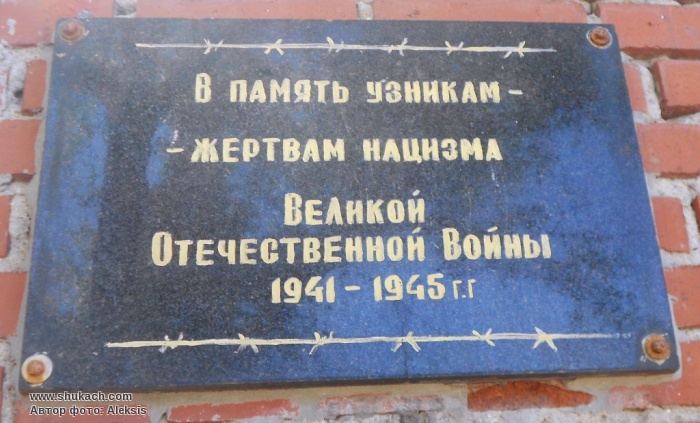 В ПАМЯТЬ УЗНИКАМ -
- ЖЕРТВАМ НАЦИЗМА
ВЕЛИКОЙ
ОТЕЧЕСТВЕННОЙ ВОЙНЫ
1941 - 1945 г.г
www.shukach.com
Автор фото: Aleksis